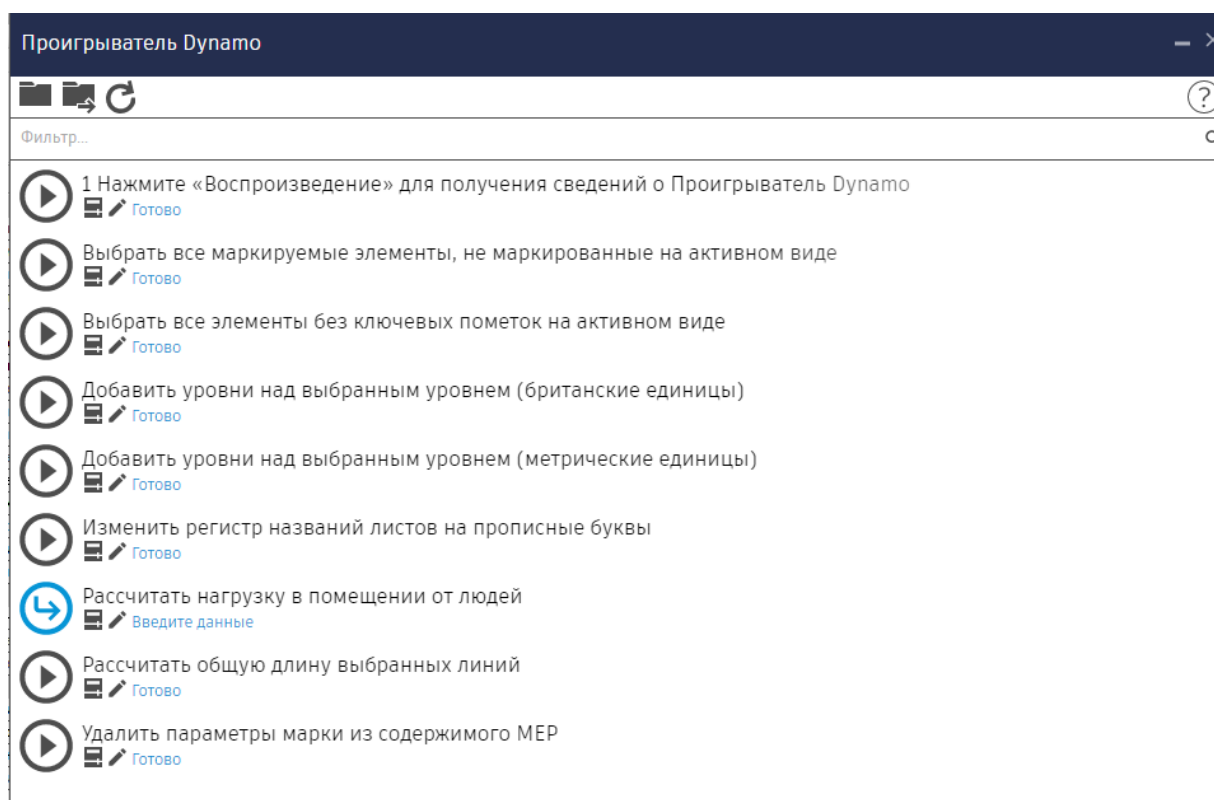 Проигрыватель Dynamo
Фильтр...
1 Нажмите «Воспроизведение» для получения сведений о Проигрыватель Dynamo
Готово
Выбрать все маркируемые элементы, не маркированные на активном виде
Готово
Выбрать все элементы без ключевых пометок на активном виде
Готово
Добавить уровни над выбранным уровнем (британские единицы)
Готово
Добавить уровни над выбранным уровнем (метрические единицы)
Готово
Изменить регистр названий листов на прописные буквы
Готово
Рассчитать нагрузку в помещении от людей
Введите данные
Рассчитать общую длину выбранных линий
Готово
Удалить параметры марки из содержимого MEP
Готово